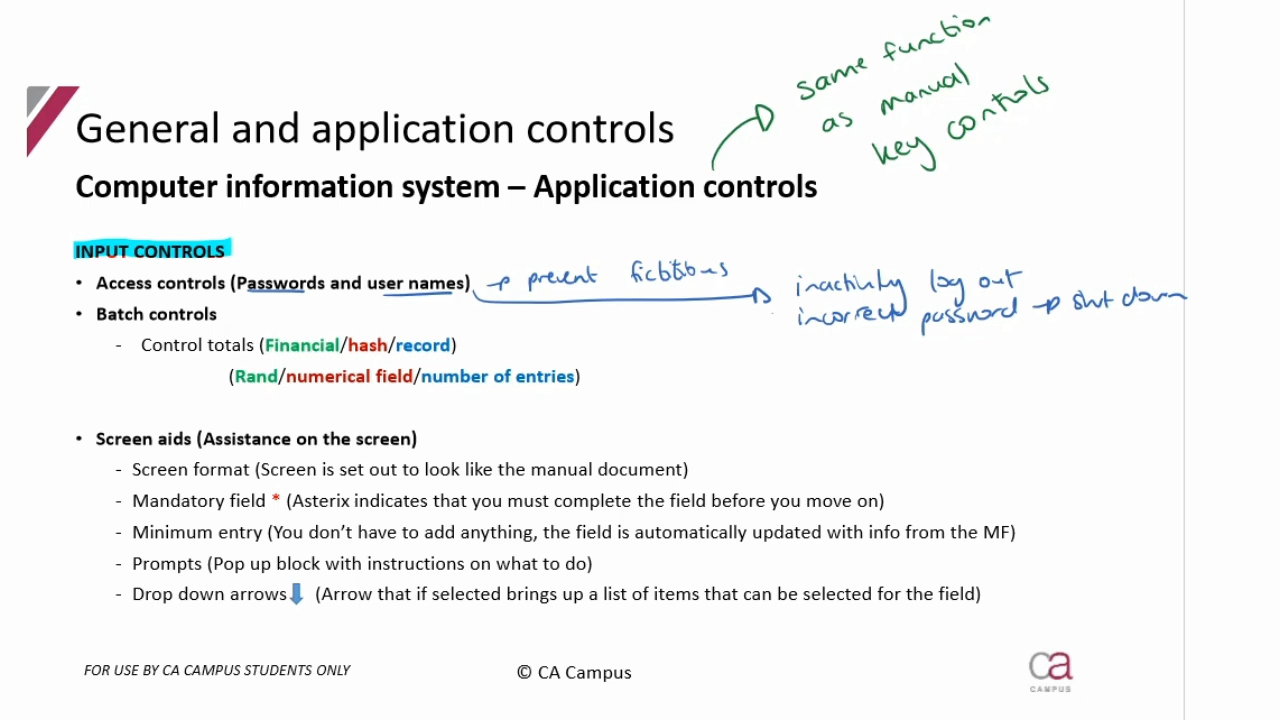 same function
as manual
key controls
General and application controls
Computer information system – Application controls
INPUT CONTROLS
• Access controls (Passwords and user names) → prevent fictitious
inactivity log out
incorrect password → shut down
• Batch controls
- Control totals (Financial/hash/record)
(Rand/numerical field/number of entries)
• Screen aids (Assistance on the screen)
- Screen format (Screen is set out to look like the manual document)
- Mandatory field * (Asterix indicates that you must complete the field before you move on)
- Minimum entry (You don’t have to add anything, the field is automatically updated with info from the MF)
- Prompts (Pop up block with instructions on what to do)
- Drop down arrows (Arrow that if selected brings up a list of items that can be selected for the field)
FOR USE BY CA CAMPUS STUDENTS ONLY
© CA Campus
ca
CAMPUS